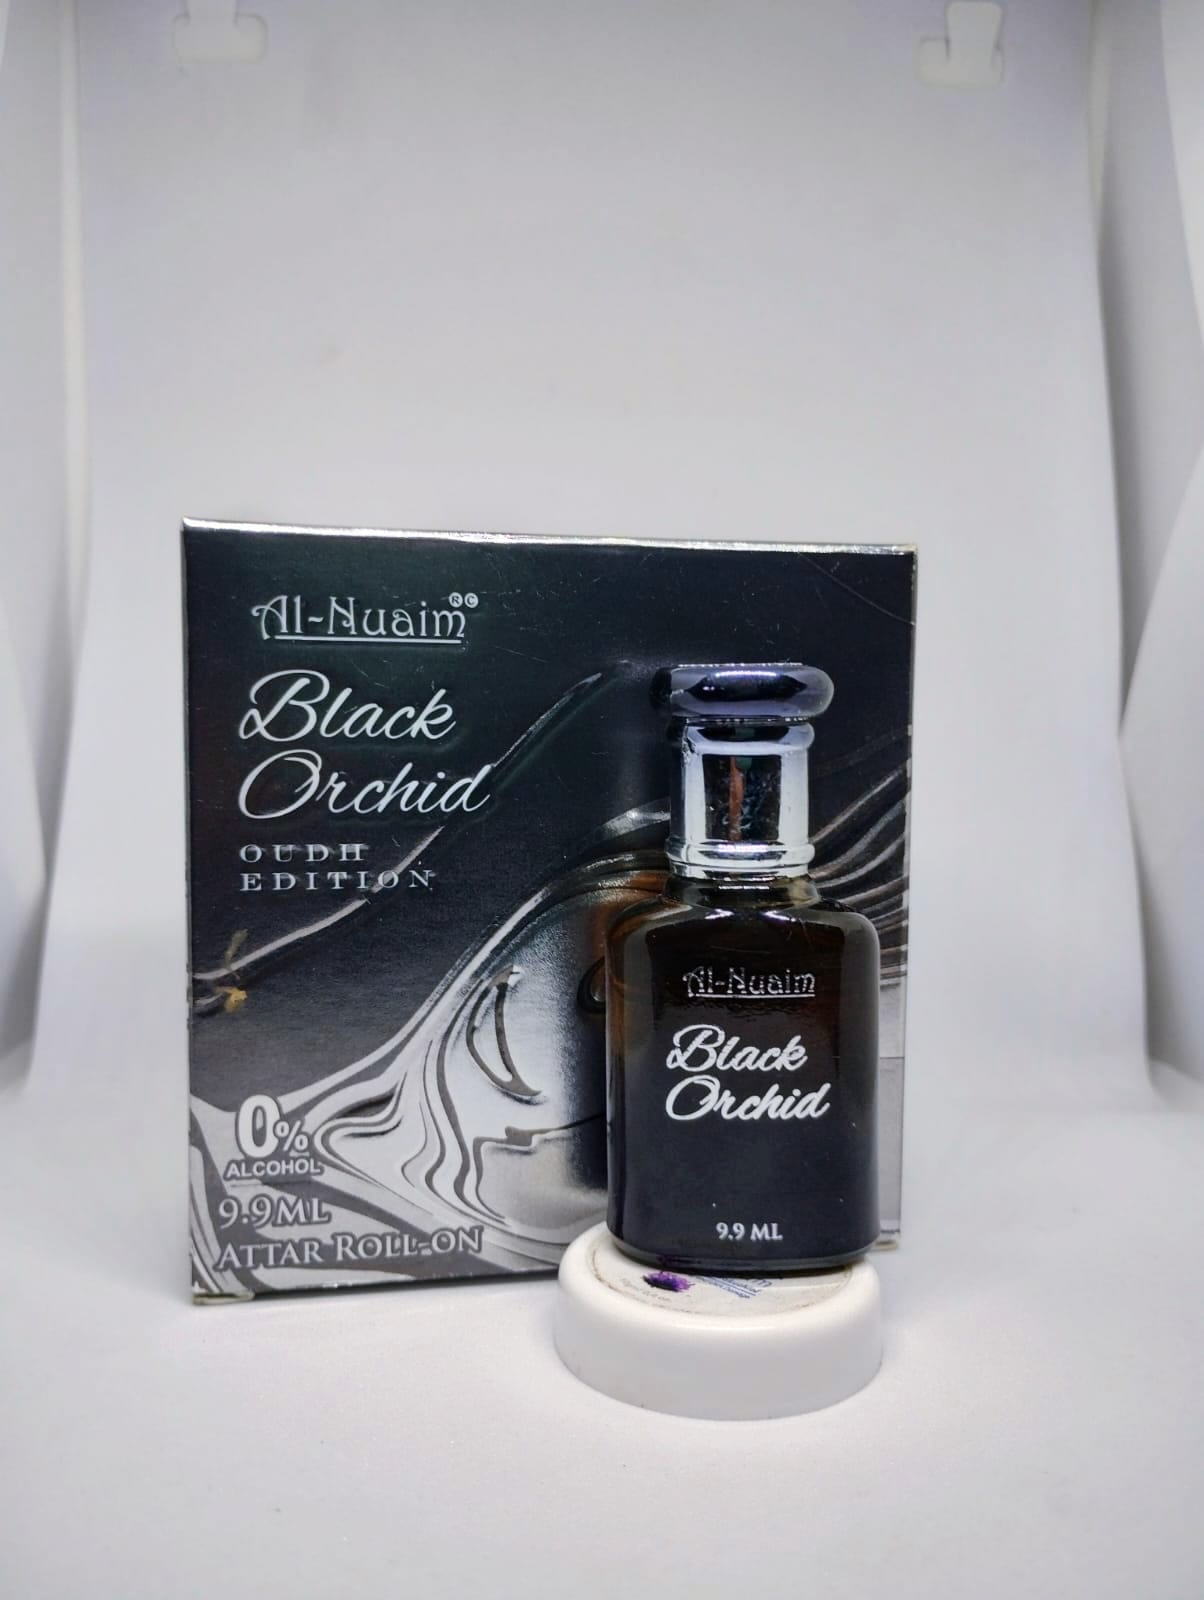 Al-Nuaim
R C
Black
Orchid
OUDH
EDITION
0%
ALCOHOL
9.9ML
ATTAR ROLL-ON
Al-Nuaim
Black
Orchid
9.9 ML